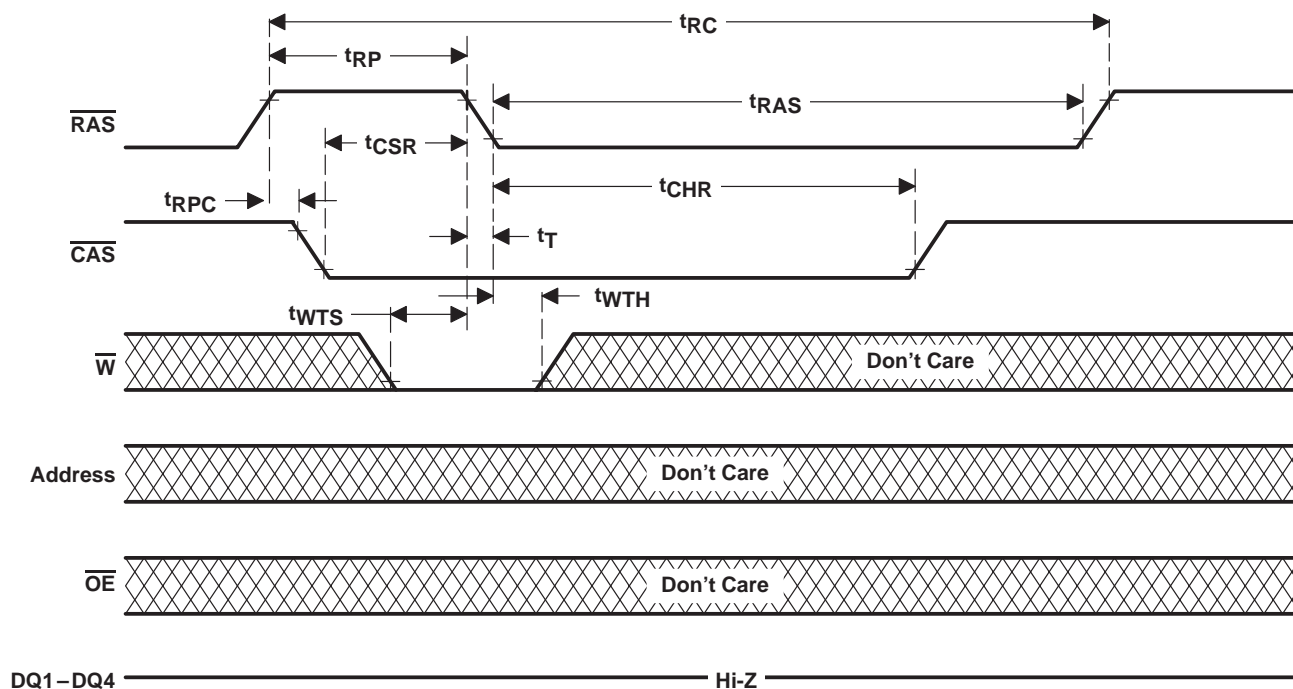 tRC
tRP
RAS
tRAS
tCSR
tCHR
tRPC
CAS
tT
tWTH
tWTS
W
Don't Care
Address
Don't Care
OE
Don't Care
DQ1–DQ4
Hi-Z